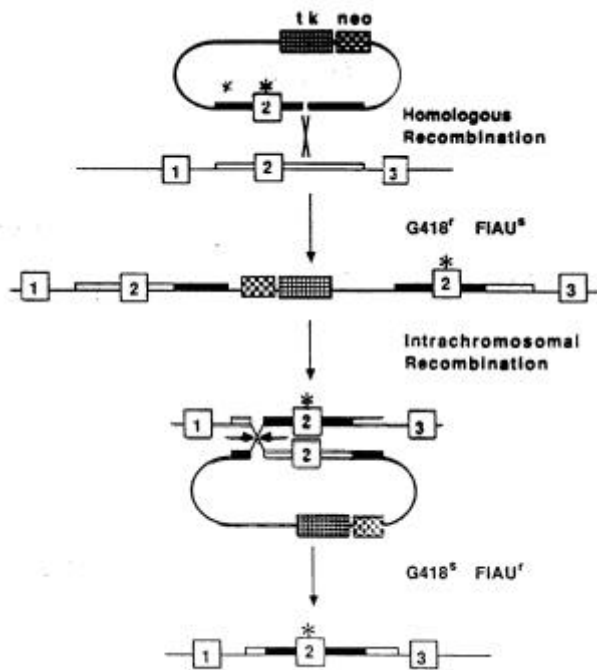 tk neo
* *
2
Homologous
Recombination
1 2 3
G418ʳ FIAUˢ
*
1 2 2 3
Intrachromosomal
Recombination
*
1 2 3
2
G418ˢ FIAUʳ
*
1 2 3